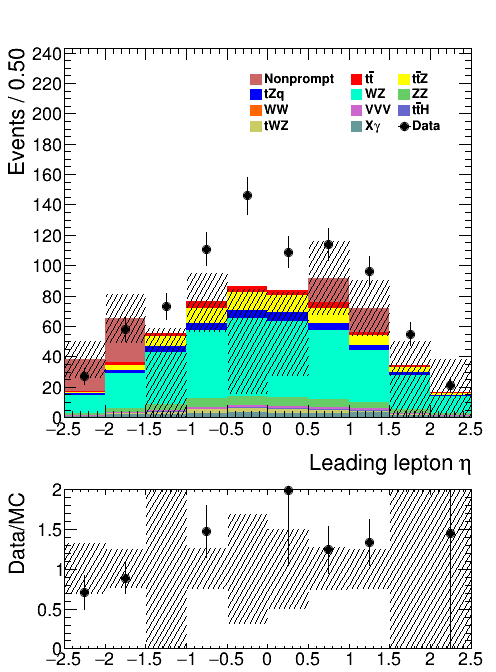 Events / 0.50
240
220
200
180
160
140
120
100
80
60
40
20
0
Nonprompt tt̄ tt̄Z
tZq WZ ZZ
WW VVV tt̄H
tWZ Xγ Data
−2.5 −2 −1.5 −1 −0.5 0 0.5 1 1.5 2 2.5
Leading lepton η
Data/MC
2
1.5
1
0.5
0
−2.5 −2 −1.5 −1 −0.5 0 0.5 1 1.5 2 2.5